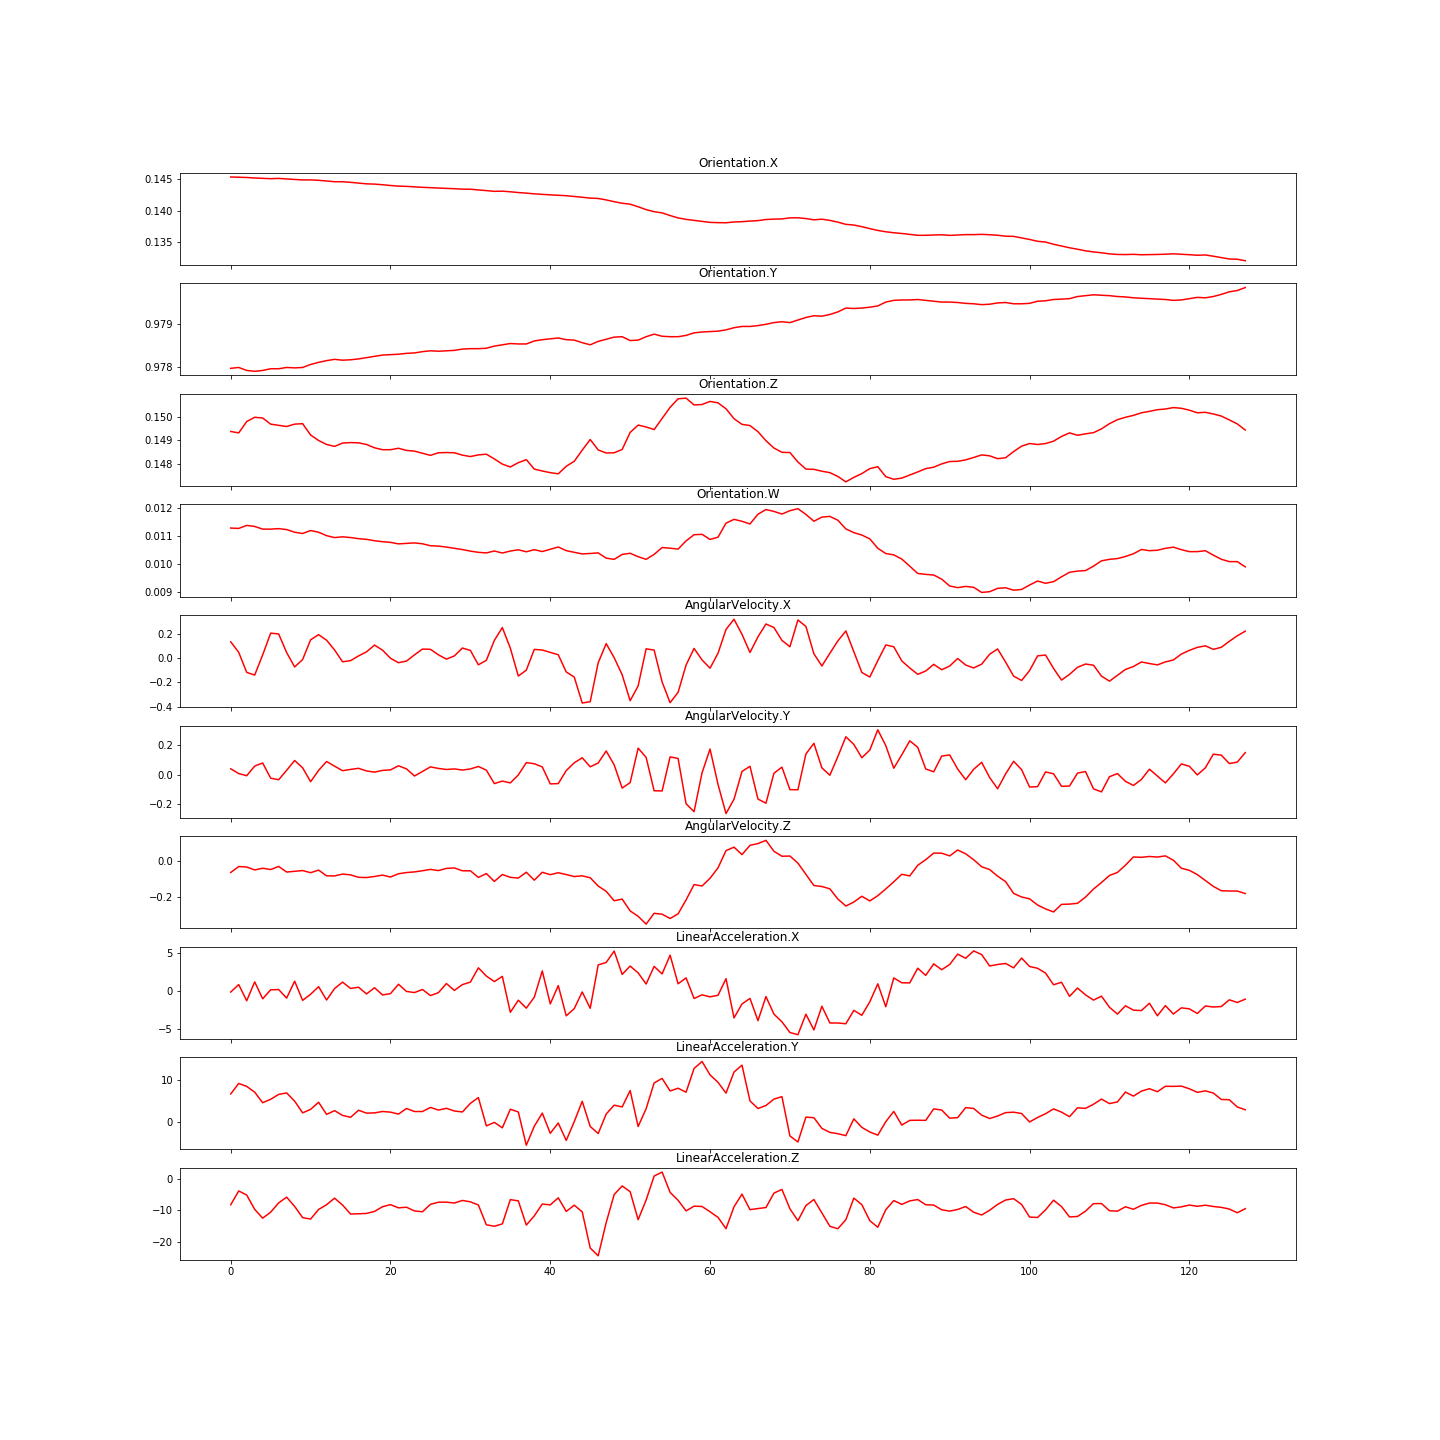 Orientation.X
0.145
0.140
0.135
Orientation.Y
0.979
0.978
Orientation.Z
0.150
0.149
0.148
Orientation.W
0.012
0.011
0.010
0.009
AngularVelocity.X
0.2
0.0
−0.2
−0.4
AngularVelocity.Y
0.2
0.0
−0.2
AngularVelocity.Z
0.0
−0.2
LinearAcceleration.X
5
0
−5
LinearAcceleration.Y
10
0
LinearAcceleration.Z
0
−10
−20
0 20 40 60 80 100 120